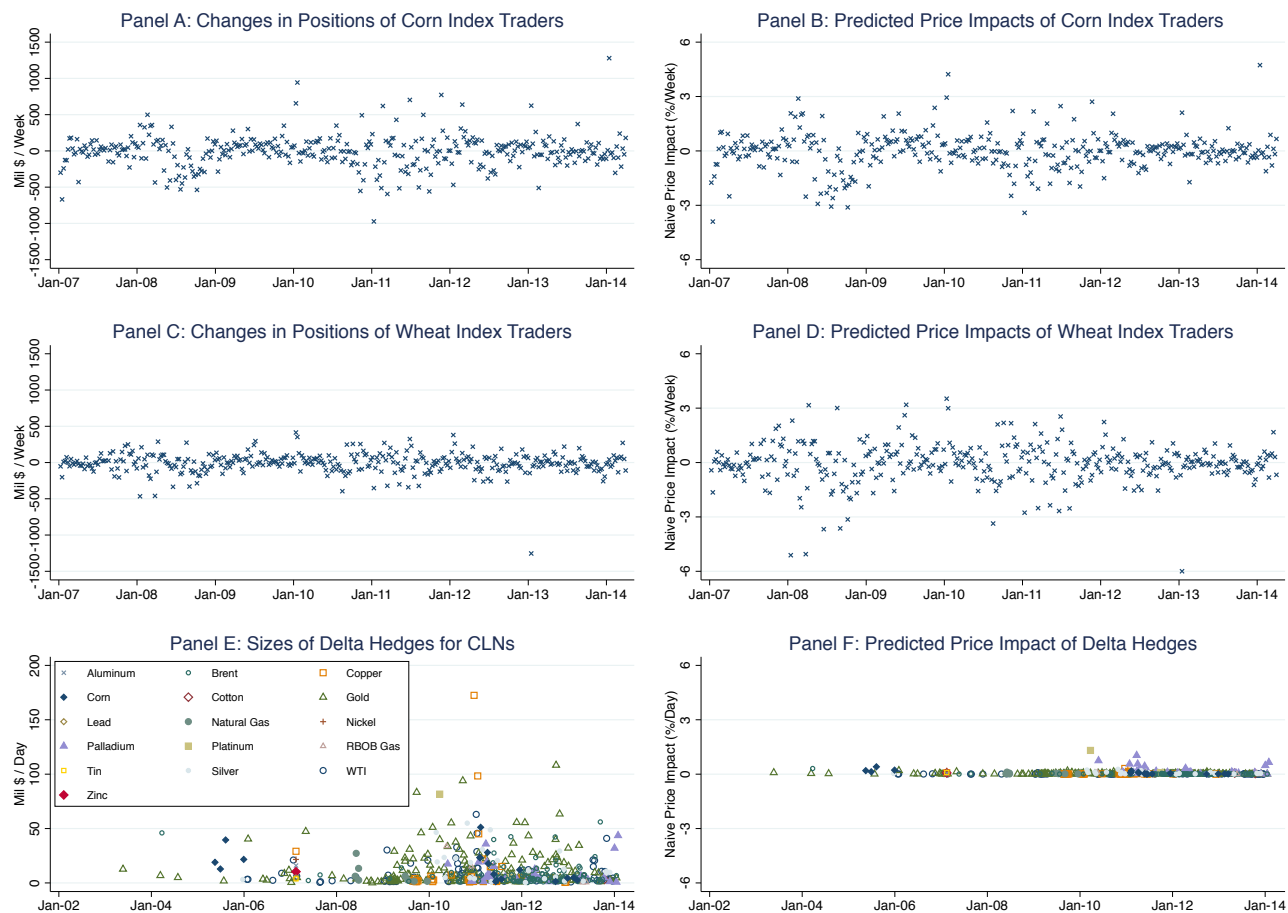 Panel A: Changes in Positions of Corn Index Traders
Mil $ / Week
1500
1000
500
0
-500
-1000
-1500
Jan-07 Jan-08 Jan-09 Jan-10 Jan-11 Jan-12 Jan-13 Jan-14
Panel B: Predicted Price Impacts of Corn Index Traders
Naive Price Impact (%/Week)
6
3
0
-3
-6
Jan-07 Jan-08 Jan-09 Jan-10 Jan-11 Jan-12 Jan-13 Jan-14
Panel C: Changes in Positions of Wheat Index Traders
Mil $ / Week
1500
1000
500
0
-500
-1000
-1500
Jan-07 Jan-08 Jan-09 Jan-10 Jan-11 Jan-12 Jan-13 Jan-14
Panel D: Predicted Price Impacts of Wheat Index Traders
Naive Price Impact (%/Week)
6
3
0
-3
-6
Jan-07 Jan-08 Jan-09 Jan-10 Jan-11 Jan-12 Jan-13 Jan-14
Panel E: Sizes of Delta Hedges for CLNs
Mil $ / Day
200
150
100
50
0
Aluminum Brent Copper
Corn Cotton Gold
Lead Natural Gas Nickel
Palladium Platinum RBOB Gas
Tin Silver WTI
Zinc
Jan-02 Jan-04 Jan-06 Jan-08 Jan-10 Jan-12 Jan-14
Panel F: Predicted Price Impact of Delta Hedges
Naive Price Impact (%/Day)
6
3
0
-3
-6
Jan-02 Jan-04 Jan-06 Jan-08 Jan-10 Jan-12 Jan-14